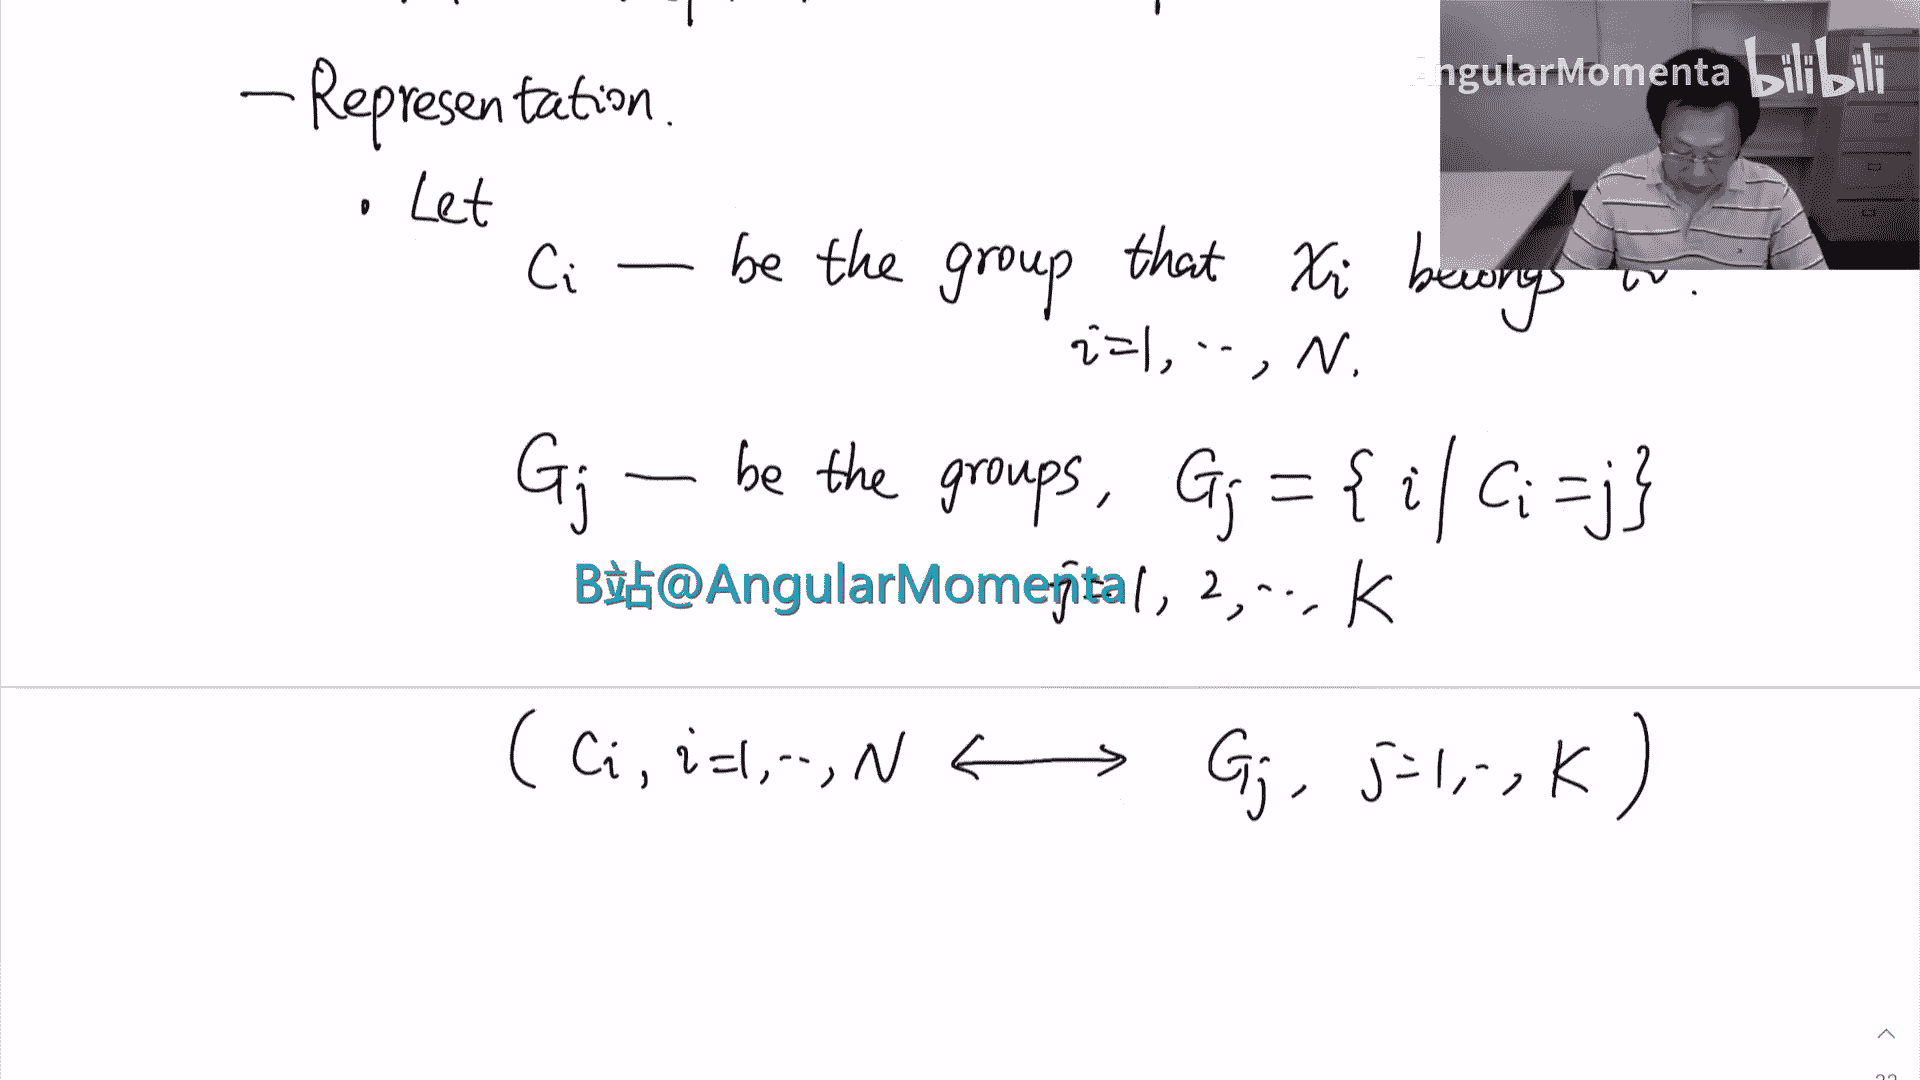 — Representation.
AngularMomenta bilibili
• Let
Ci — be the group that Xi belongs to.
i=1, ··, N.
Gj — be the groups, Gj = { i | Ci = j }
B站@AngularMomenta
j=1, 2, ···, K
( Ci, i=1, ··, N ⟷ Gj, j=1, ··, K )